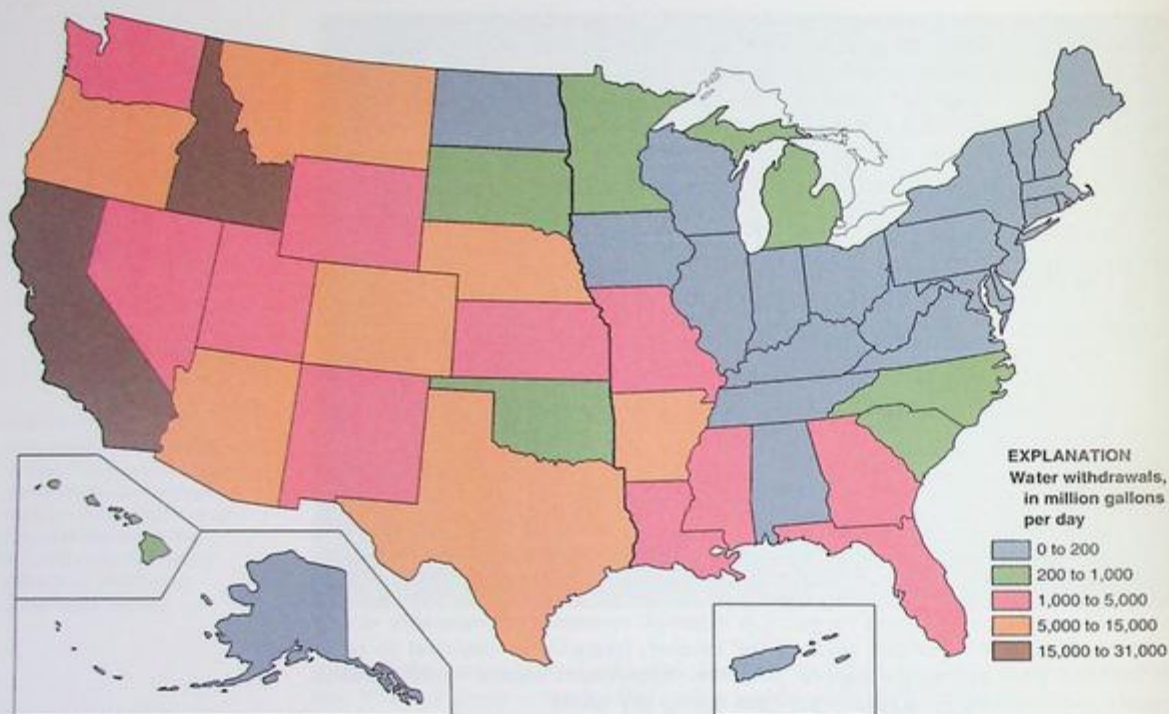 EXPLANATION
Water withdrawals,
in million gallons
per day
0 to 200
200 to 1,000
1,000 to 5,000
5,000 to 15,000
15,000 to 31,000